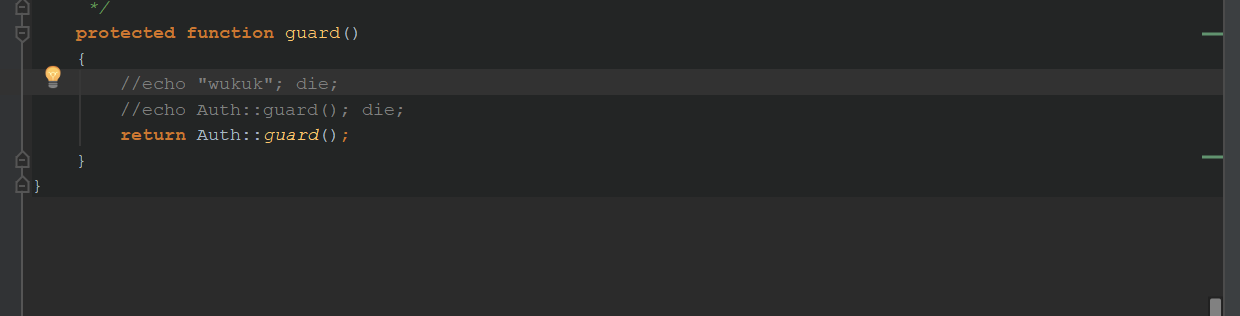 */
protected function guard()
{
//echo "wukuk"; die;
//echo Auth::guard(); die;
return Auth::guard();
}
}